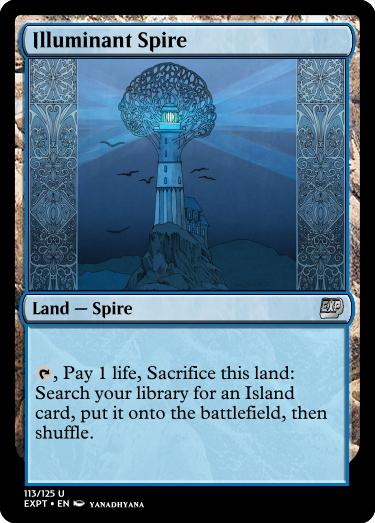 Illuminant Spire
Land — Spire
EXP
, Pay 1 life, Sacrifice this land:
Search your library for an Island
card, put it onto the battlefield, then
shuffle.
113/125 U
EXPT • EN YANADHYANA